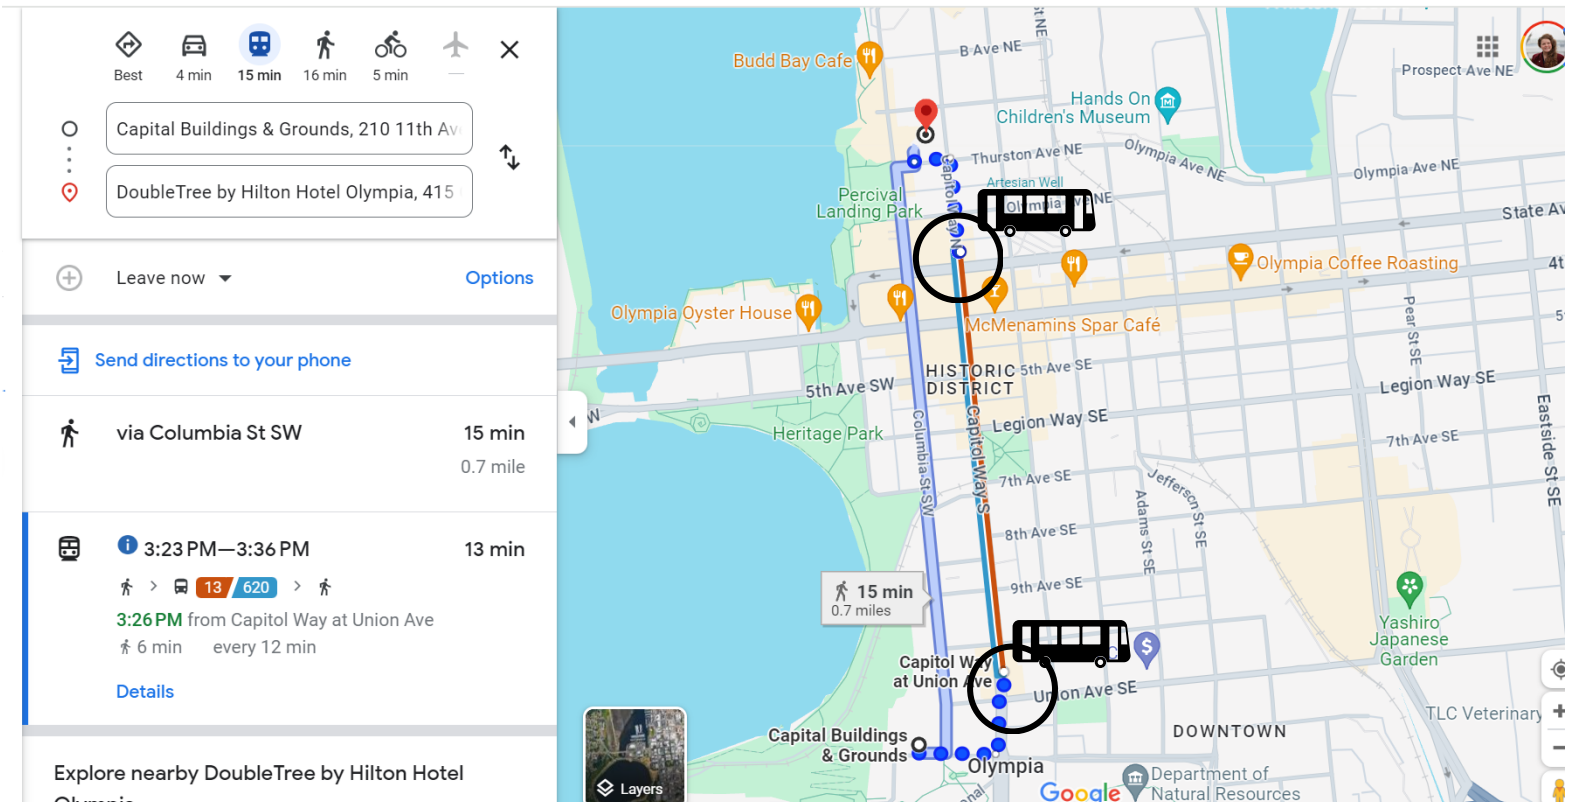 Best
4 min
15 min
16 min
5 min
Capital Buildings & Grounds, 210 11th Av
DoubleTree by Hilton Hotel Olympia, 415
Leave now
Options
Send directions to your phone
via Columbia St SW
15 min
0.7 mile
3:23 PM—3:36 PM
13 min
13 / 620
3:26 PM from Capitol Way at Union Ave
6 min every 12 min
Details
Explore nearby DoubleTree by Hilton Hotel
Olympia
Budd Bay Cafe
B Ave NE
Prospect Ave NE
Hands On
Children's Museum
Thurston Ave NE
Olympia Ave NE
Olympia Ave NE
Capitol Way N
Artesian Well
Olympia Ave NE
Percival
Landing Park
State Av
Olympia Coffee Roasting
4t
Olympia Oyster House
McMenamins Spar Café
Pear St SE
HISTORIC
DISTRICT
5th Ave SE
5th Ave SW
Legion Way SE
Legion Way SE
Eastside St SE
Heritage Park
Columbia St SW
Capitol Way S
7th Ave SE
7th Ave SE
Jefferson St SE
Adams St SE
8th Ave SE
9th Ave SE
15 min
0.7 miles
Yashiro
Japanese
Garden
Capitol Way
at Union Ave
Union Ave SE
TLC Veterinary
Capital Buildings
& Grounds
DOWNTOWN
Olympia
Department of
Natural Resources
Google
Layers